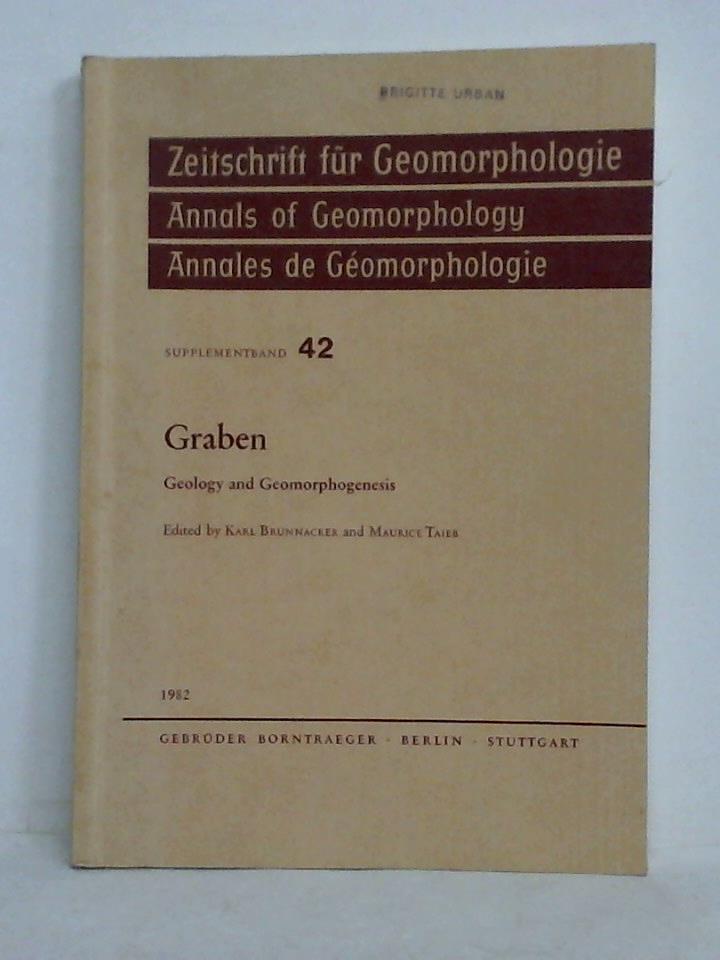 BRIGITTE URBAN
Zeitschrift für Geomorphologie
Annals of Geomorphology
Annales de Géomorphologie
SUPPLEMENTBAND 42
Graben
Geology and Geomorphogenesis
Edited by KARL BRUNNACKER and MAURICE TAIEB
1982
GEBRÜDER BORNTRAEGER · BERLIN · STUTTGART